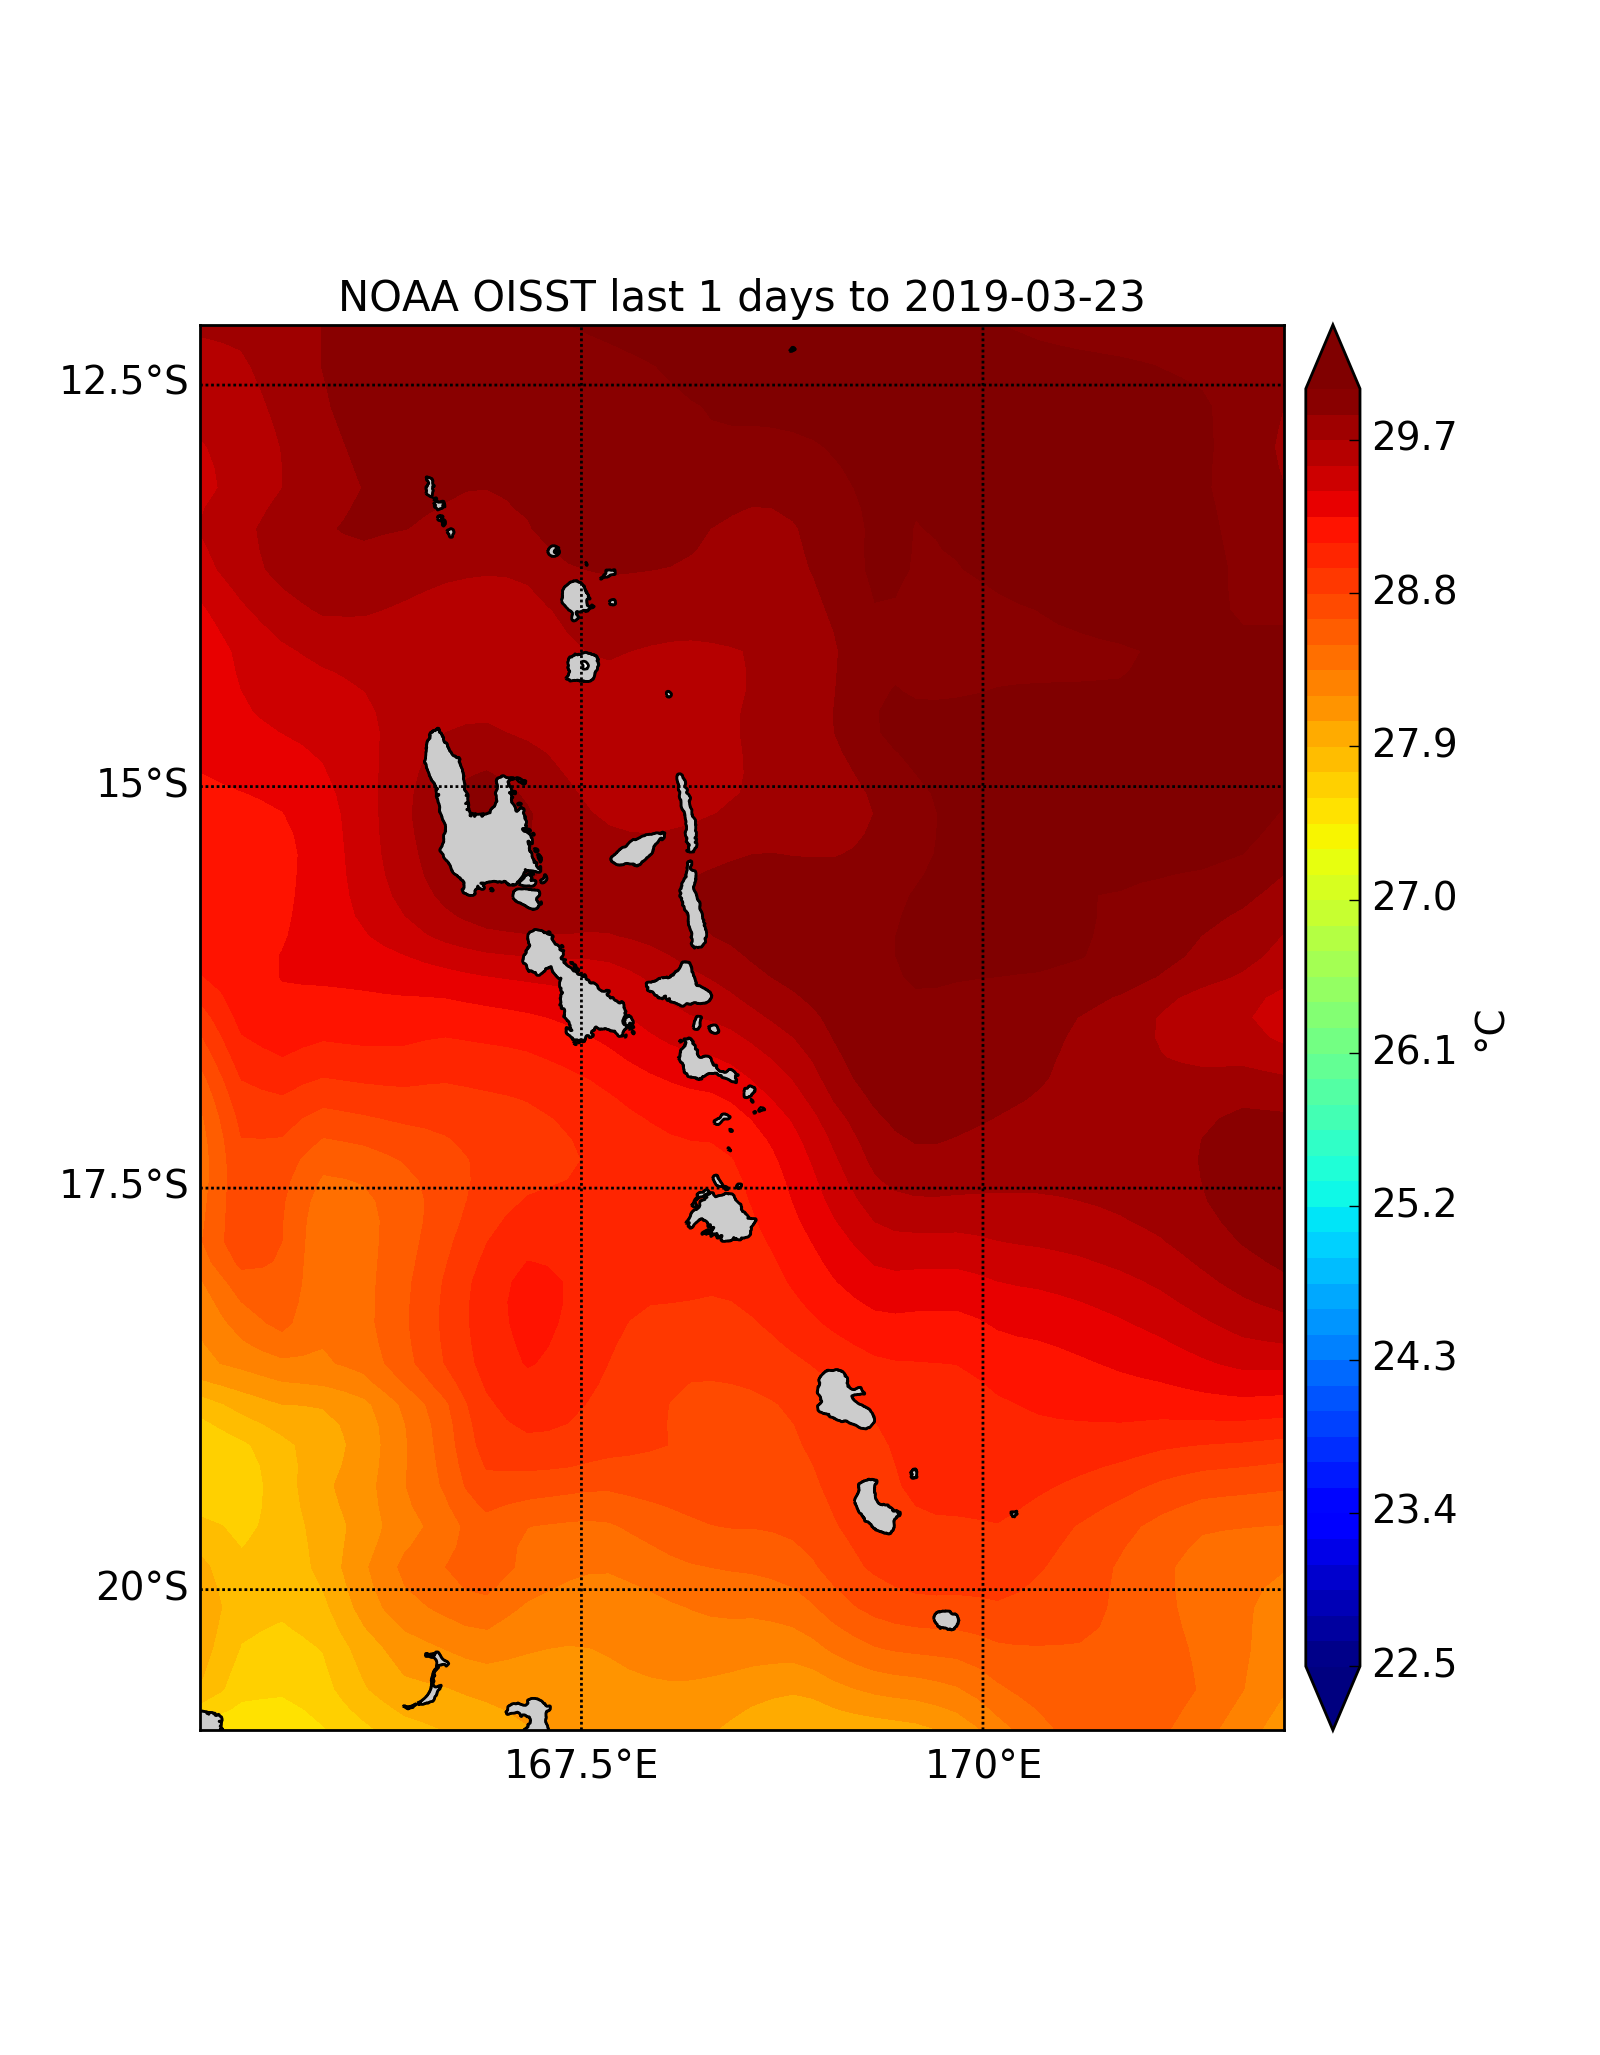 NOAA OISST last 1 days to 2019-03-23
12.5°S
15°S
17.5°S
20°S
167.5°E
170°E
29.7
28.8
27.9
27.0
26.1
25.2
24.3
23.4
22.5
°C